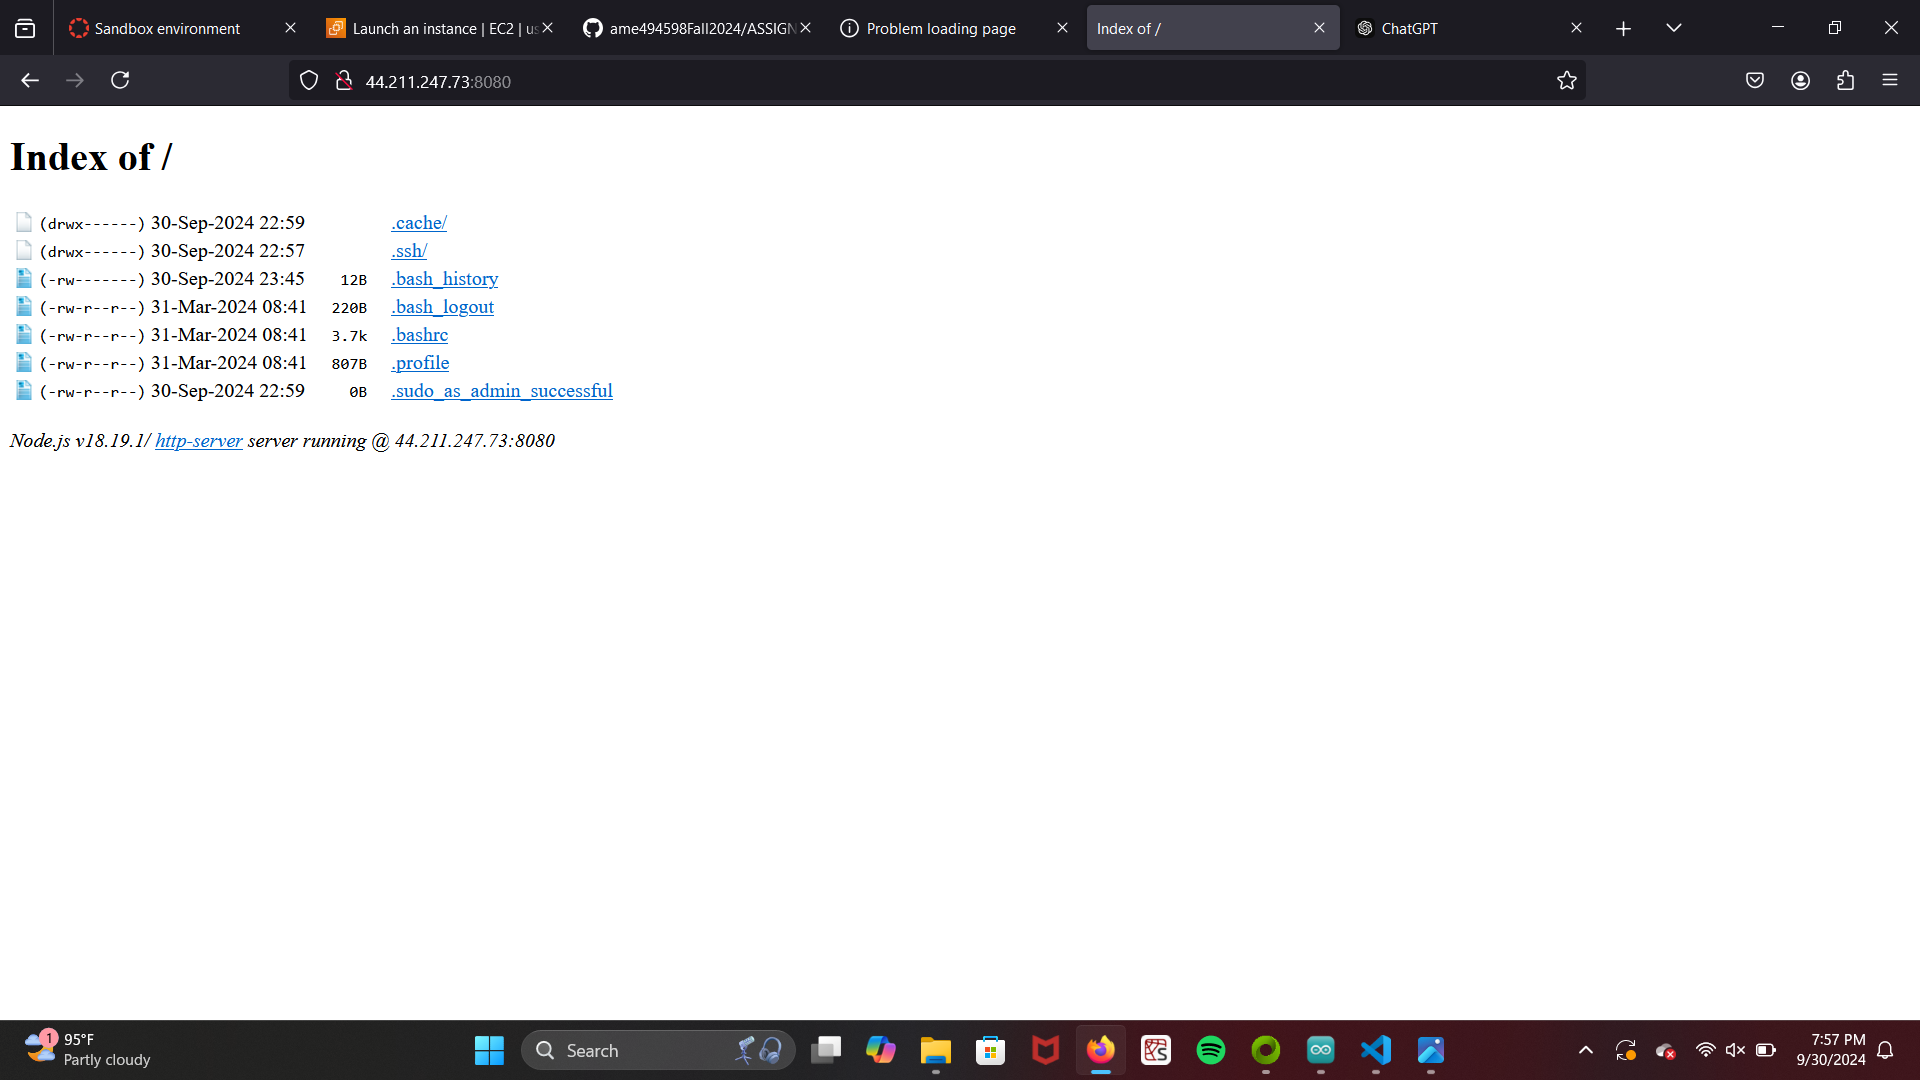 Sandbox environment
Launch an instance | EC2 | us
ame494598Fall2024/ASSIGN
Problem loading page
Index of /
ChatGPT
44.211.247.73:8080
Index of /
(drwx------) 30-Sep-2024 22:59 .cache/
(drwx------) 30-Sep-2024 22:57 .ssh/
(-rw-------) 30-Sep-2024 23:45 12B .bash_history
(-rw-r--r--) 31-Mar-2024 08:41 220B .bash_logout
(-rw-r--r--) 31-Mar-2024 08:41 3.7k .bashrc
(-rw-r--r--) 31-Mar-2024 08:41 807B .profile
(-rw-r--r--) 30-Sep-2024 22:59 0B .sudo_as_admin_successful
Node.js v18.19.1/ http-server server running @ 44.211.247.73:8080
1
95°F
Partly cloudy
Search
7:57 PM
9/30/2024